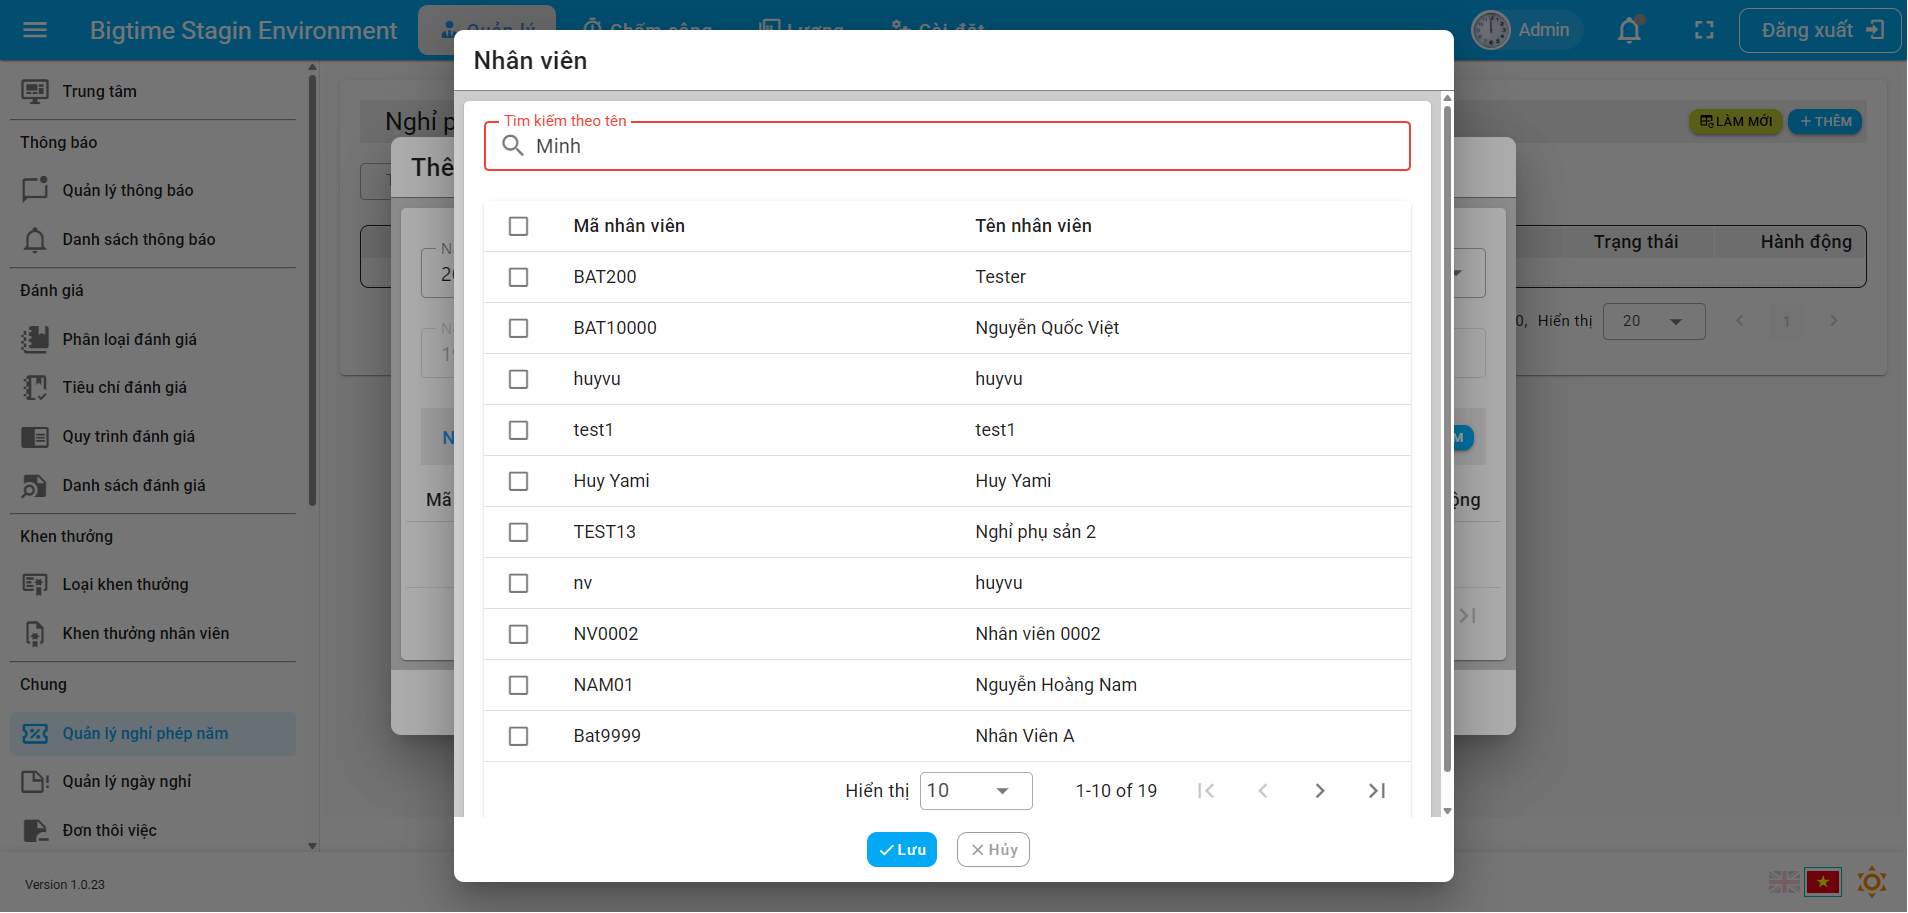 Bigtime Stagin Environment
Quản lý
Chấm công
Lương
Cài đặt
Admin
Đăng xuất
Trung tâm
Thông báo
Quản lý thông báo
Danh sách thông báo
Đánh giá
Phân loại đánh giá
Tiêu chí đánh giá
Quy trình đánh giá
Danh sách đánh giá
Khen thưởng
Loại khen thưởng
Khen thưởng nhân viên
Chung
Quản lý nghỉ phép năm
Quản lý ngày nghỉ
Đơn thôi việc
Version 1.0.23
Nghỉ p
LÀM MỚI
+ THÊM
Trạng thái
Hành động
0, Hiển thị
20
1
Thê
Mã
ộng
Nhân viên
Tìm kiếm theo tên
Minh
Mã nhân viên
Tên nhân viên
BAT200
Tester
BAT10000
Nguyễn Quốc Việt
huyvu
huyvu
test1
test1
Huy Yami
Huy Yami
TEST13
Nghỉ phụ sản 2
nv
huyvu
NV0002
Nhân viên 0002
NAM01
Nguyễn Hoàng Nam
Bat9999
Nhân Viên A
Hiển thị
10
1-10 of 19
Lưu
Hủy